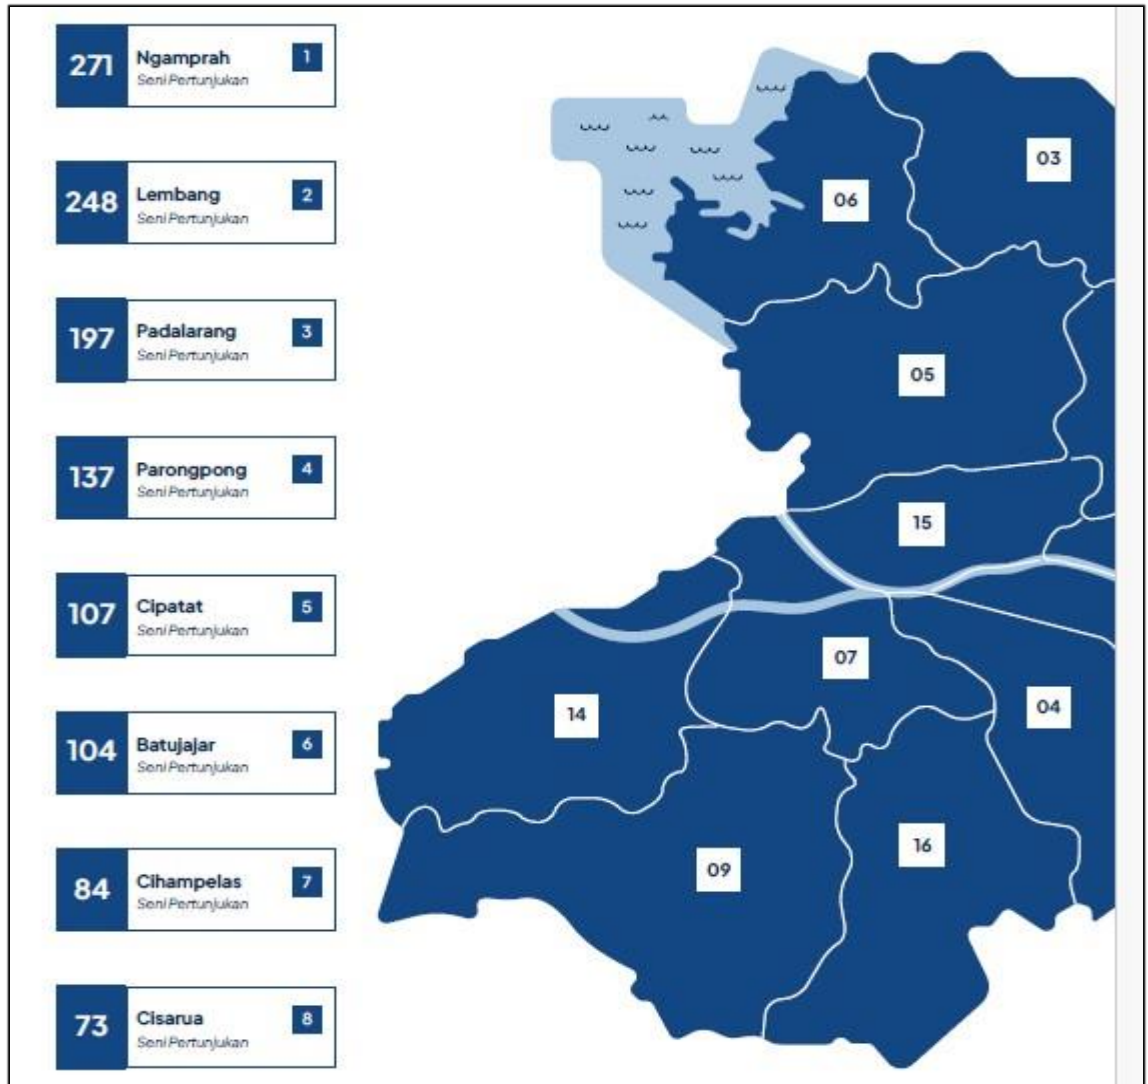 271
Ngamprah
1
Seni Pertunjukan
248
Lembang
2
Seni Pertunjukan
197
Padalarang
3
Seni Pertunjukan
137
Parongpong
4
Seni Pertunjukan
107
Cipatat
5
Seni Pertunjukan
104
Batujajar
6
Seni Pertunjukan
84
Cihampelas
7
Seni Pertunjukan
73
Cisarua
8
Seni Pertunjukan
03
06
05
15
07
14
04
16
09